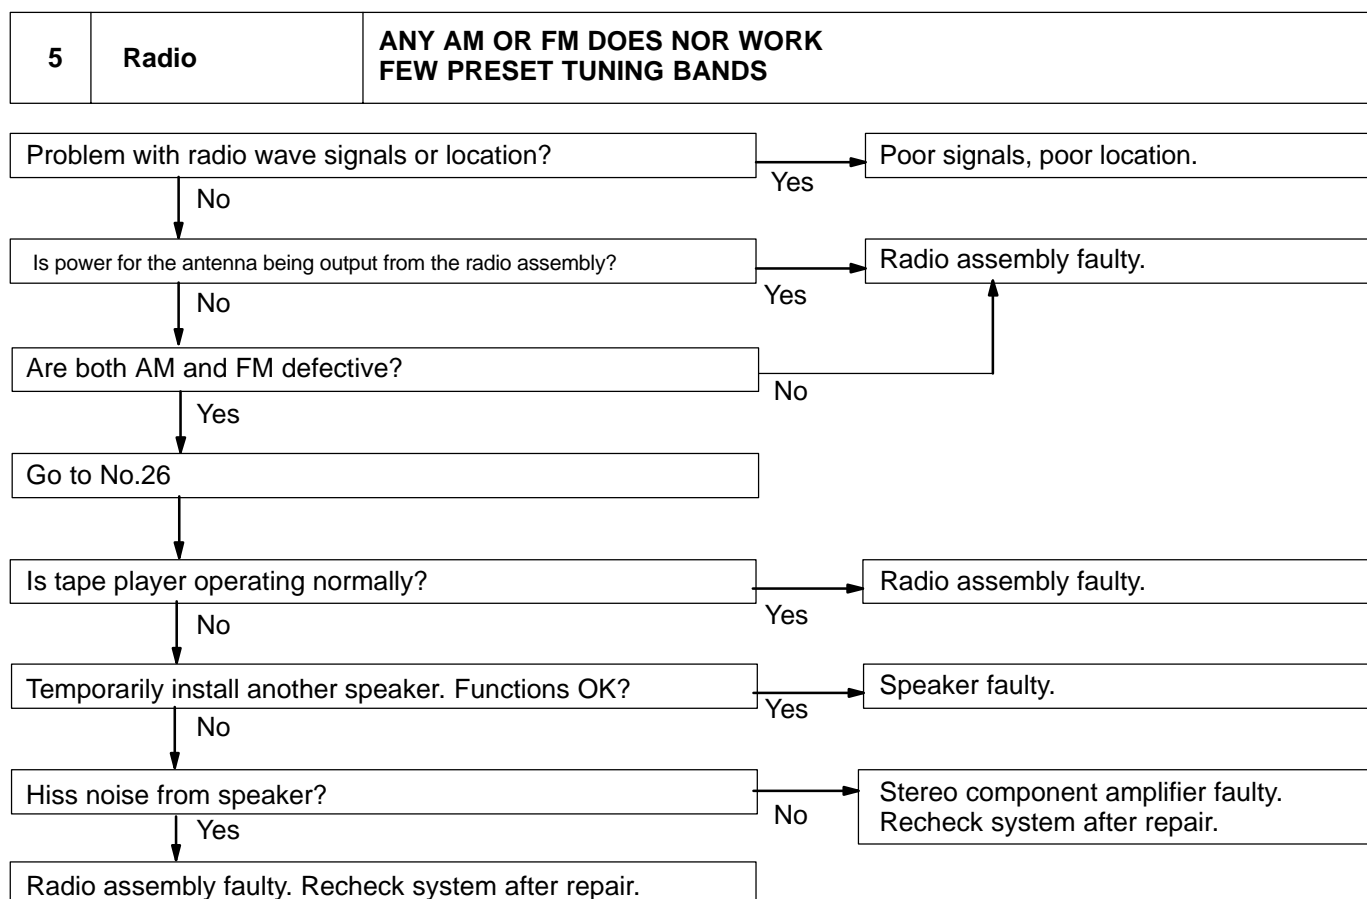 5
Radio
ANY AM OR FM DOES NOR WORK
FEW PRESET TUNING BANDS
Problem with radio wave signals or location?
Yes
Poor signals, poor location.
No
Is power for the antenna being output from the radio assembly?
Yes
Radio assembly faulty.
No
Are both AM and FM defective?
No
Yes
Go to No.26
Is tape player operating normally?
Yes
Radio assembly faulty.
No
Temporarily install another speaker. Functions OK?
Yes
Speaker faulty.
No
Hiss noise from speaker?
No
Stereo component amplifier faulty.
Recheck system after repair.
Yes
Radio assembly faulty. Recheck system after repair.